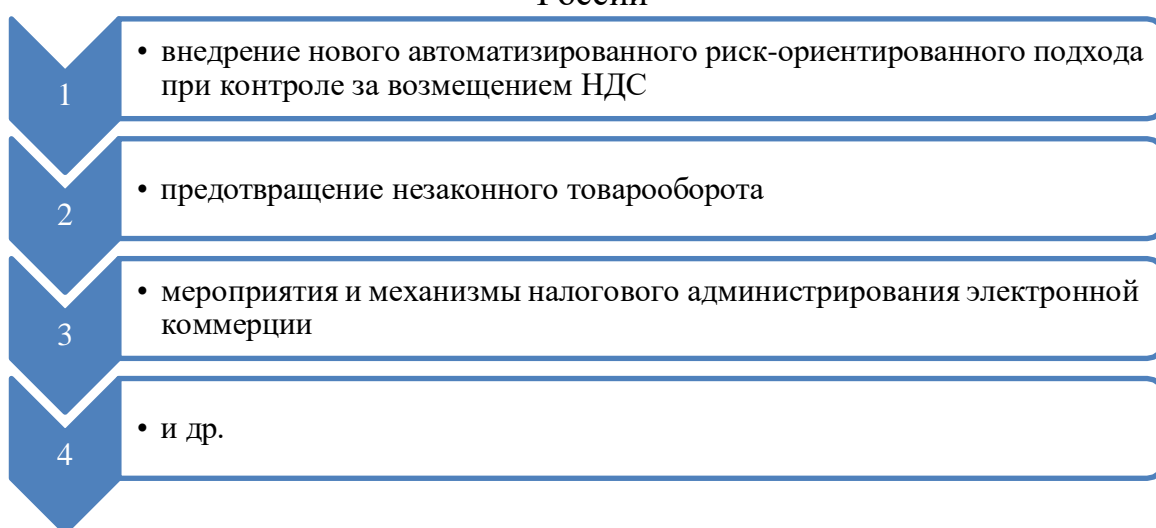 России
1
• внедрение нового автоматизированного риск-ориентированного подхода
при контроле за возмещением НДС
2
• предотвращение незаконного товарооборота
3
• мероприятия и механизмы налогового администрирования электронной
коммерции
4
• и др.